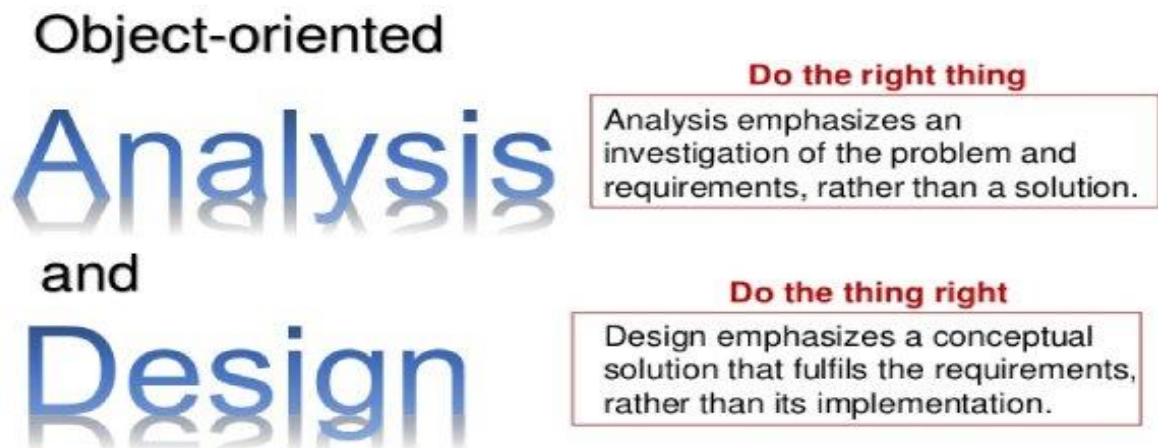 Object-oriented
Analysis
Do the right thing
Analysis emphasizes an
investigation of the problem and
requirements, rather than a solution.
and
Design
Do the thing right
Design emphasizes a conceptual
solution that fulfils the requirements,
rather than its implementation.